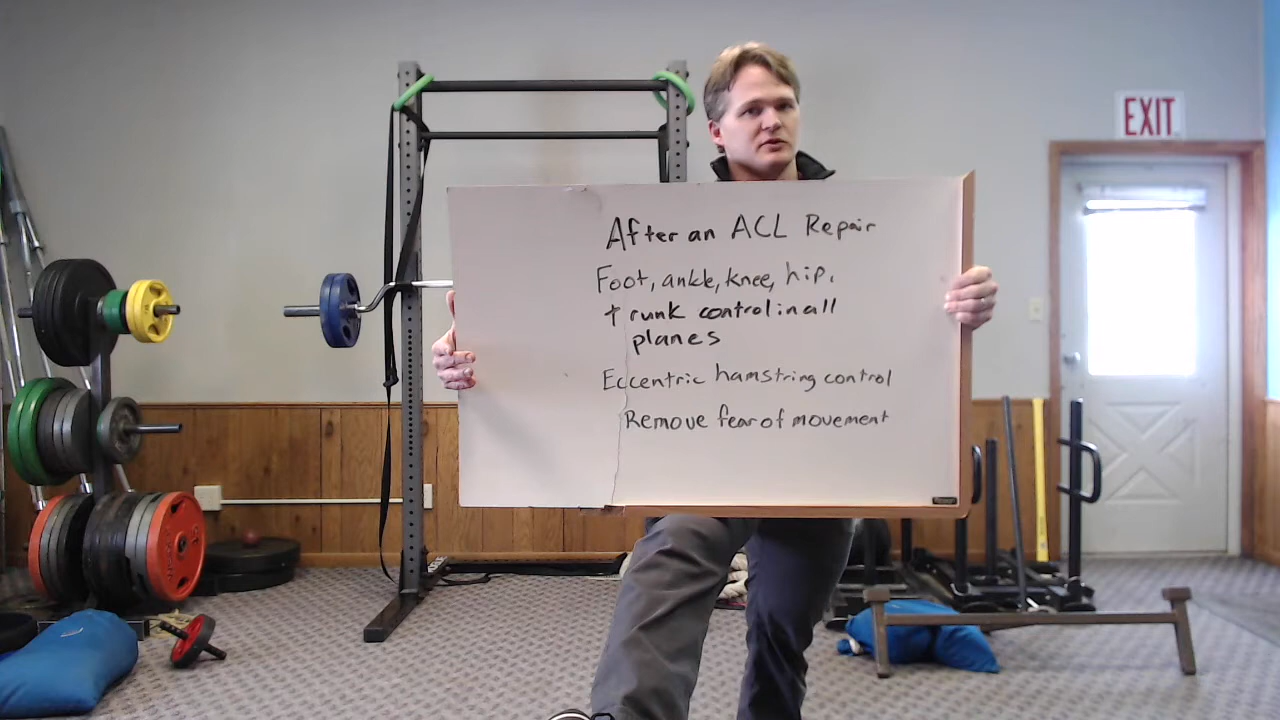 EXIT
After an ACL Repair
Foot, ankle, knee, hip,
trunk control in all
planes
Eccentric hamstring control
Remove fear of movement